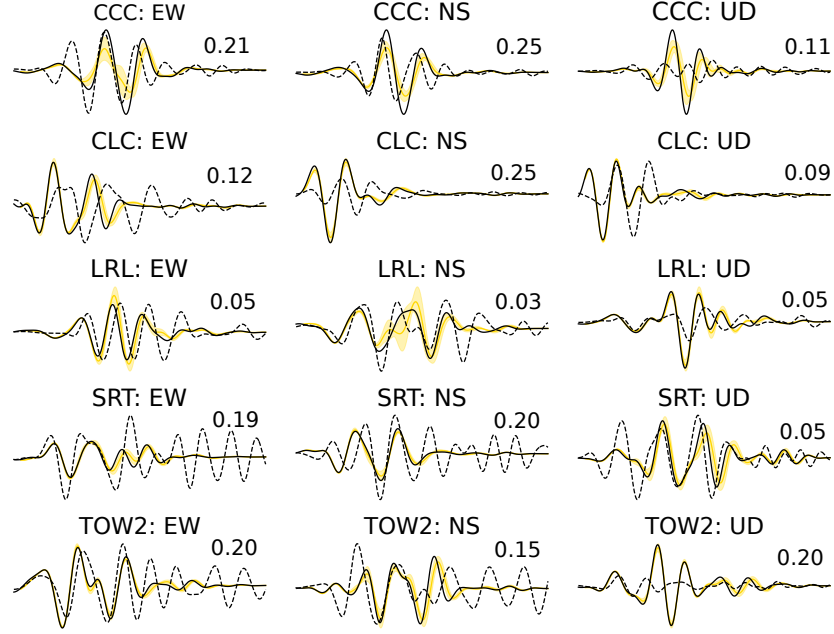 CCC: EW
0.21
CCC: NS
0.25
CCC: UD
0.11
CLC: EW
0.12
CLC: NS
0.25
CLC: UD
0.09
LRL: EW
0.05
LRL: NS
0.03
LRL: UD
0.05
SRT: EW
0.19
SRT: NS
0.20
SRT: UD
0.05
TOW2: EW
0.20
TOW2: NS
0.15
TOW2: UD
0.20